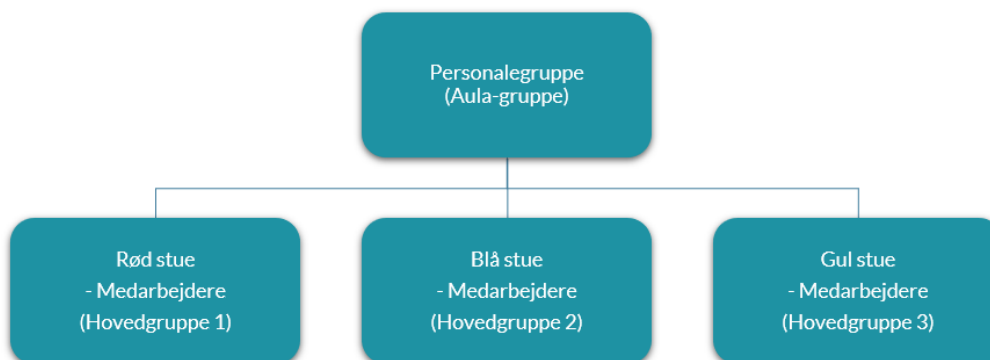 Personalegruppe
(Aula-gruppe)
Rød stue
- Medarbejdere
(Hovedgruppe 1)
Blå stue
- Medarbejdere
(Hovedgruppe 2)
Gul stue
- Medarbejdere
(Hovedgruppe 3)